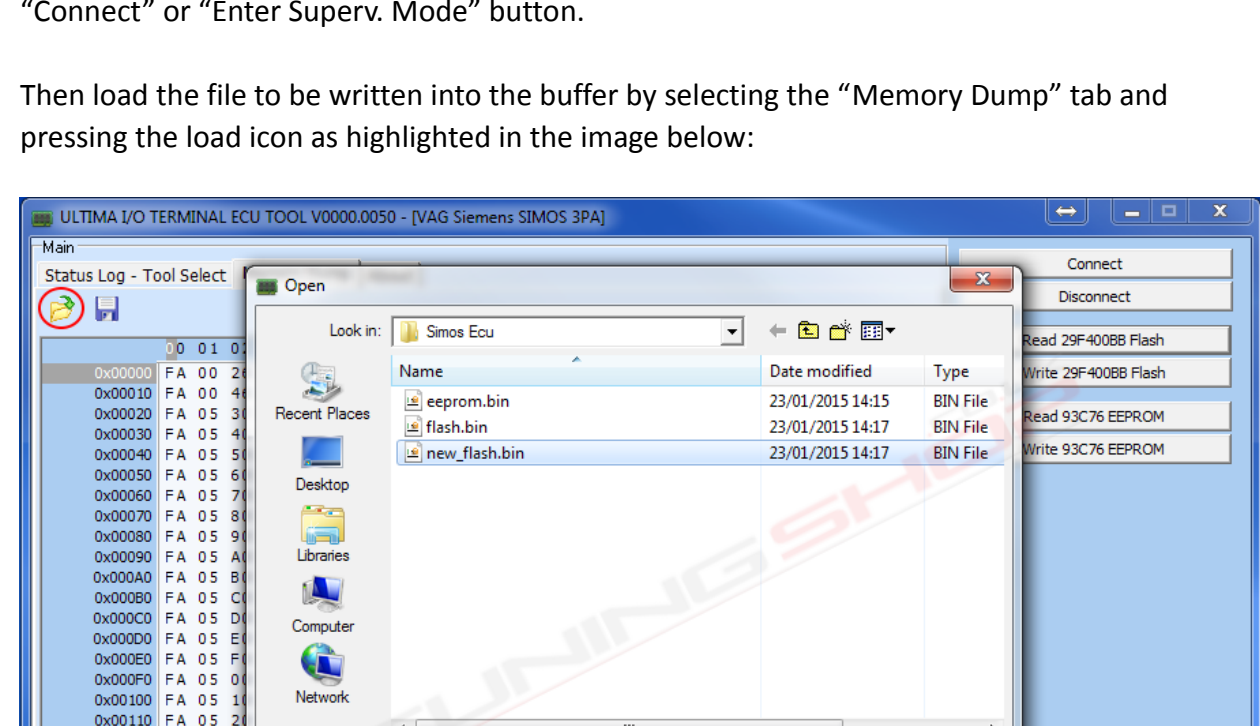 “Connect” or “Enter Superv. Mode” button.
Then load the file to be written into the buffer by selecting the “Memory Dump” tab and
pressing the load icon as highlighted in the image below:
ULTIMA I/O TERMINAL ECU TOOL V0000.0050 - [VAG Siemens SIMOS 3PA]
Main
Status Log - Tool Select
Open
Connect
Disconnect
Look in: Simos Ecu
Read 29F400BB Flash
Write 29F400BB Flash
Read 93C76 EEPROM
Write 93C76 EEPROM
Name Date modified Type
eeprom.bin 23/01/2015 14:15 BIN File
flash.bin 23/01/2015 14:17 BIN File
new_flash.bin 23/01/2015 14:17 BIN File
Recent Places
Desktop
Libraries
Computer
Network
00 01
0x00000 FA 00
0x00010 FA 00
0x00020 FA 05
0x00030 FA 05
0x00040 FA 05
0x00050 FA 05
0x00060 FA 05
0x00070 FA 05
0x00080 FA 05
0x00090 FA 05
0x000A0 FA 05
0x000B0 FA 05
0x000C0 FA 05
0x000D0 FA 05
0x000E0 FA 05
0x000F0 FA 05
0x00100 FA 05
0x00110 FA 05
TUNING SHOP